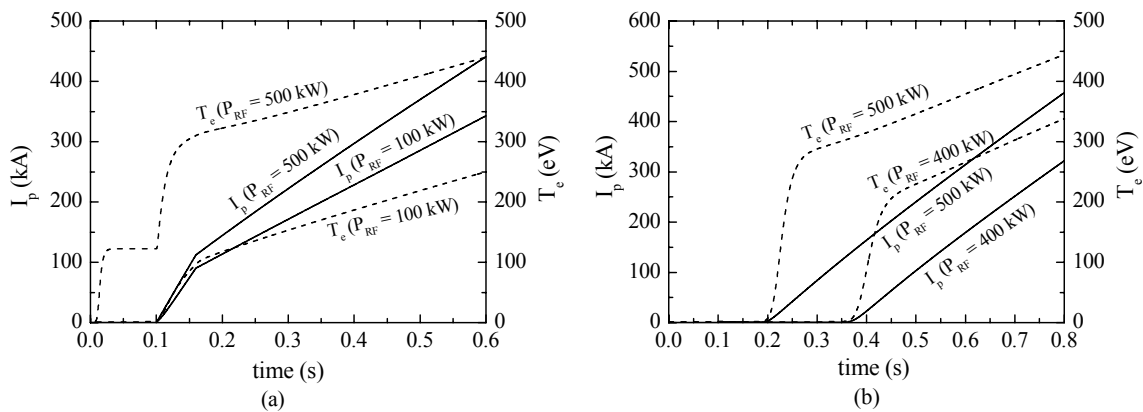 500
400
300
200
100
0
I_p (kA)
500
400
300
200
100
0
T_e (eV)
0.0 0.1 0.2 0.3 0.4 0.5 0.6
time (s)
(a)
T_e (P_RF = 500 kW)
I_p (P_RF = 500 kW)
I_p (P_RF = 100 kW)
T_e (P_RF = 100 kW)
600
500
400
300
200
100
0
I_p (kA)
500
400
300
200
100
0
T_e (eV)
0.0 0.1 0.2 0.3 0.4 0.5 0.6 0.7 0.8
time (s)
(b)
T_e (P_RF = 500 kW)
T_e (P_RF = 400 kW)
I_p (P_RF = 500 kW)
I_p (P_RF = 400 kW)